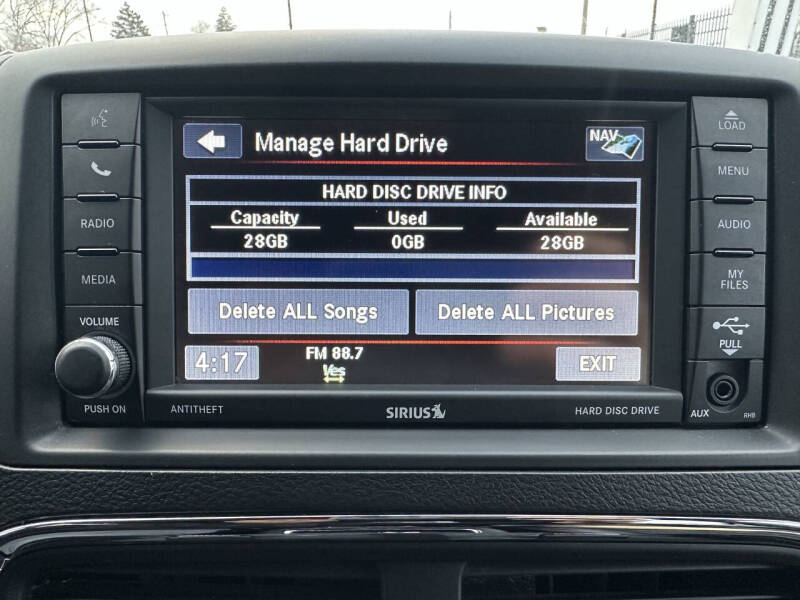 Manage Hard Drive
NAV
HARD DISC DRIVE INFO
Capacity Used Available
28GB 0GB 28GB
Delete ALL Songs Delete ALL Pictures
4:17
FM 88.7
Yes
EXIT
RADIO
MEDIA
VOLUME
PUSH ON
LOAD
MENU
AUDIO
MY
FILES
PULL
AUX
RHB
ANTITHEFT
SIRIUS
HARD DISC DRIVE